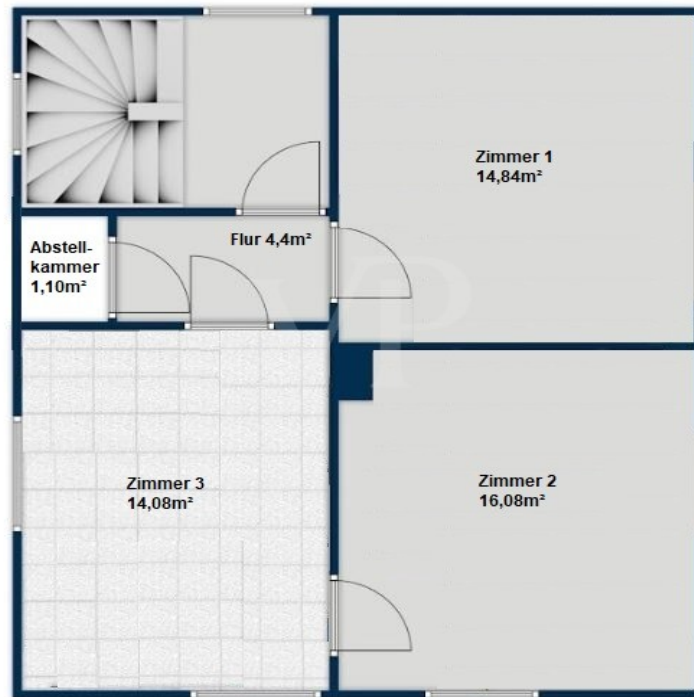 Zimmer 1
14,84m²
Flur 4,4m²
Abstell-
kammer
1,10m²
Zimmer 3
14,08m²
Zimmer 2
16,08m²
VP